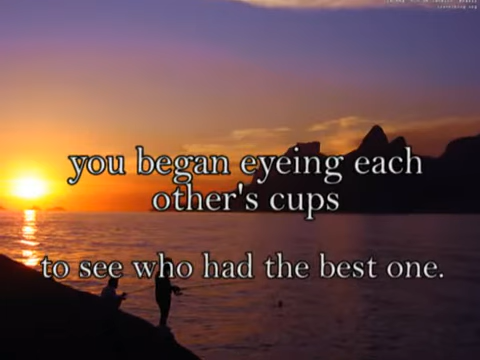 you began eyeing each
other's cups
to see who had the best one.